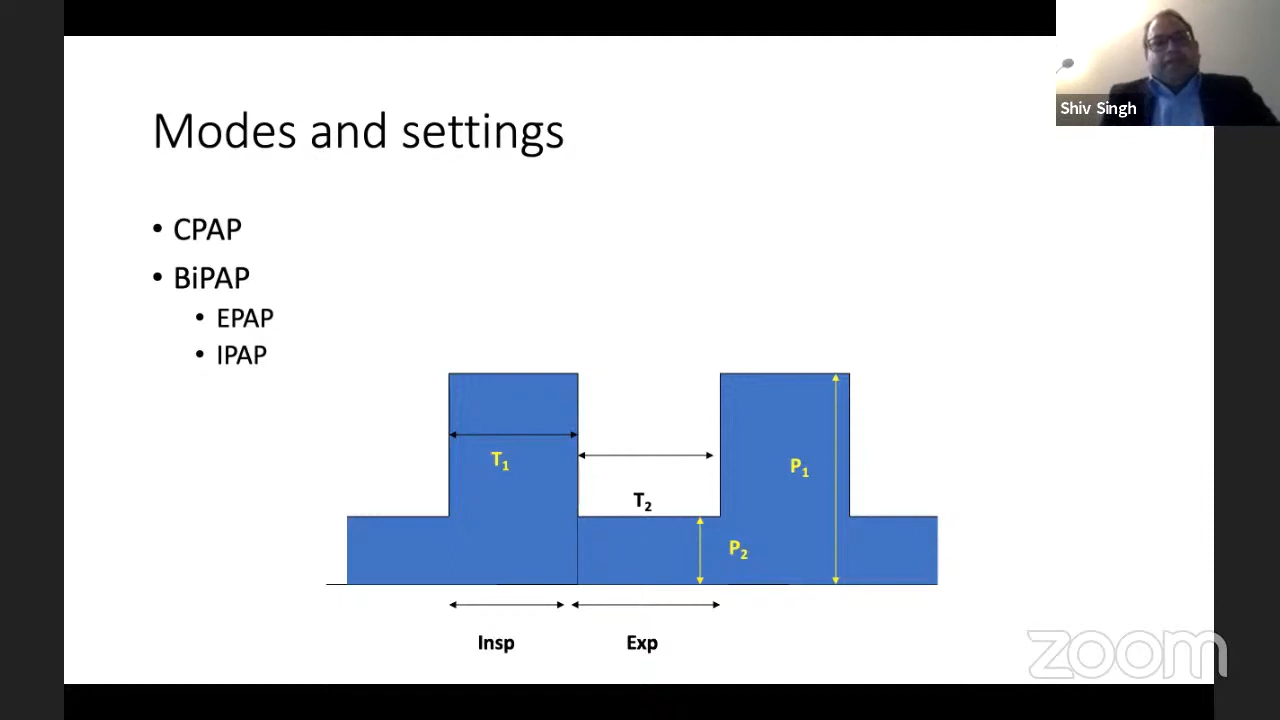 Shiv Singh
Modes and settings
• CPAP
• BiPAP
• EPAP
• IPAP
T1
T2
P1
P2
Insp
Exp
zoom